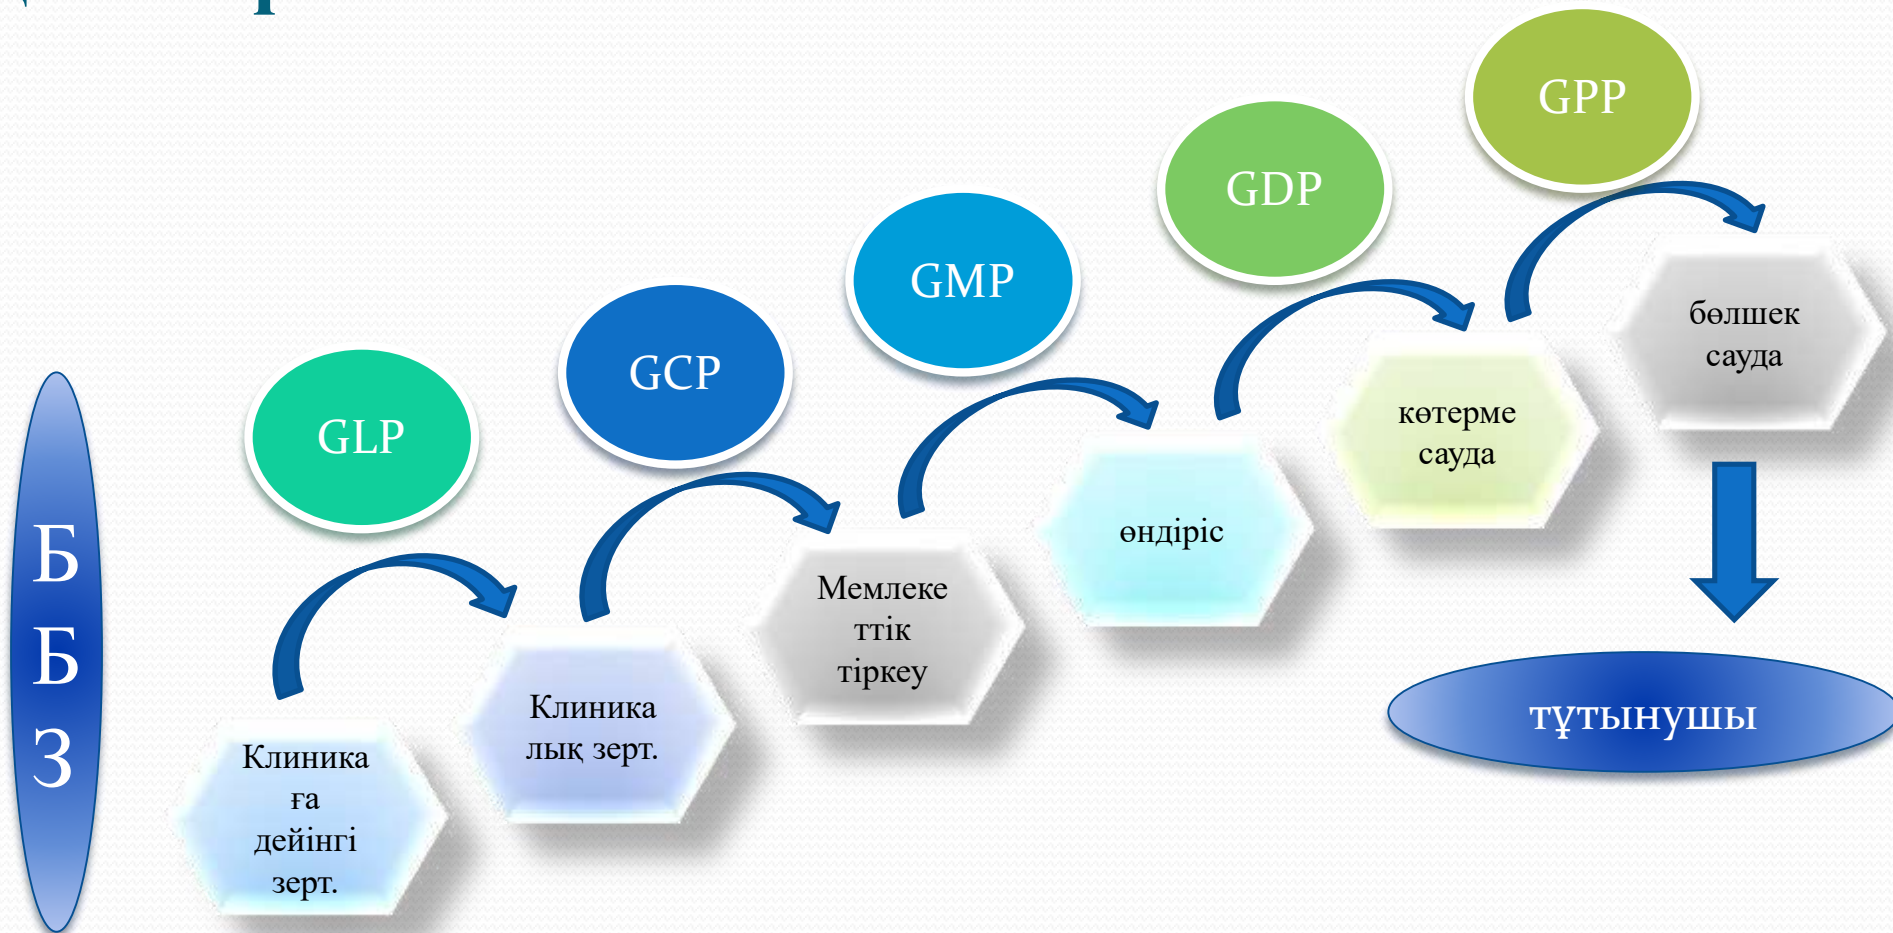 Б
Б
З
GLP
GCP
GMP
GDP
GPP
Клиника
ға
дейінгі
зерт.
Клиника
лық зерт.
Мемлеке
ттік
тіркеу
өндіріс
көтерме
сауда
бөлшек
сауда
тұтынушы